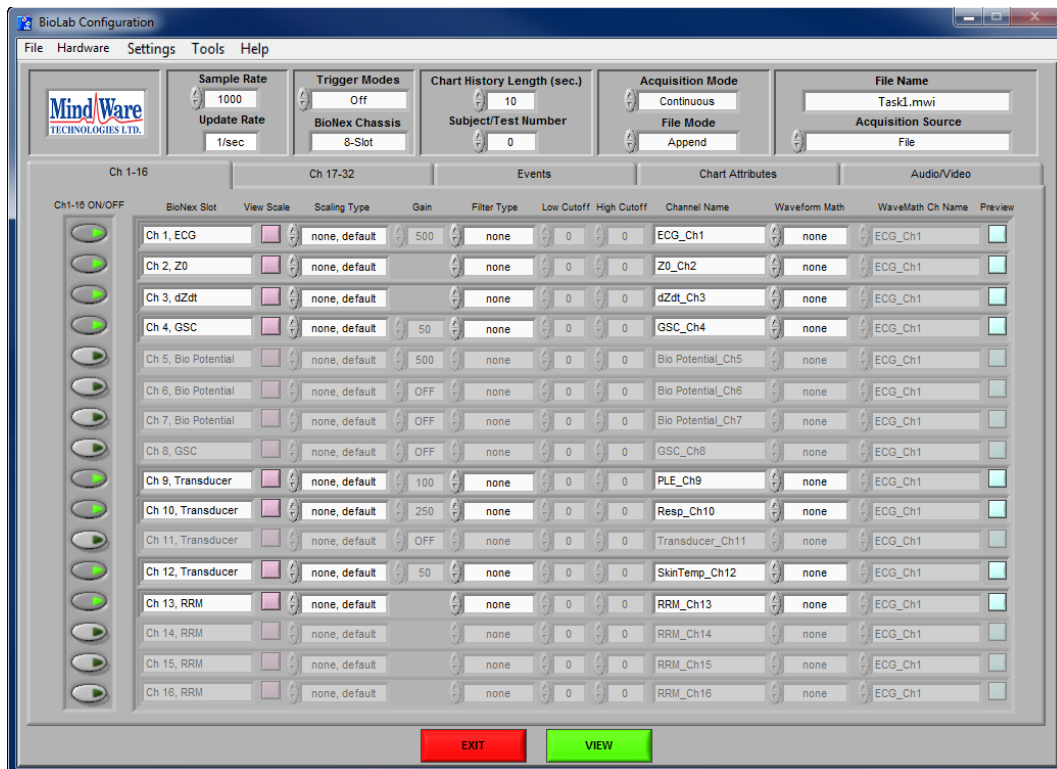 BioLab Configuration
File Hardware Settings Tools Help
MindWare
TECHNOLOGIES LTD.
Sample Rate
1000
Update Rate
1/sec
Trigger Modes
Off
BioNex Chassis
8-Slot
Chart History Length (sec.)
10
Subject/Test Number
0
Acquisition Mode
Continuous
File Mode
Append
File Name
Task1.mwi
Acquisition Source
File
Ch 1-16 Ch 17-32 Events Chart Attributes Audio/Video
Ch1-16 ON/OFF BioNex Slot View Scale Scaling Type Gain Filter Type Low Cutoff High Cutoff Channel Name Waveform Math WaveMath Ch Name Preview
Ch 1, ECG none, default 500 none 0 0 ECG_Ch1 none ECG_Ch1
Ch 2, Z0 none, default none 0 0 Z0_Ch2 none ECG_Ch1
Ch 3, dZdt none, default none 0 0 dZdt_Ch3 none ECG_Ch1
Ch 4, GSC none, default 50 none 0 0 GSC_Ch4 none ECG_Ch1
Ch 5, Bio Potential none, default 500 none 0 0 Bio Potential_Ch5 none ECG_Ch1
Ch 6, Bio Potential none, default OFF none 0 0 Bio Potential_Ch6 none ECG_Ch1
Ch 7, Bio Potential none, default OFF none 0 0 Bio Potential_Ch7 none ECG_Ch1
Ch 8, GSC none, default OFF none 0 0 GSC_Ch8 none ECG_Ch1
Ch 9, Transducer none, default 100 none 0 0 PLE_Ch9 none ECG_Ch1
Ch 10, Transducer none, default 250 none 0 0 Resp_Ch10 none ECG_Ch1
Ch 11, Transducer none, default OFF none 0 0 Transducer_Ch11 none ECG_Ch1
Ch 12, Transducer none, default 50 none 0 0 SkinTemp_Ch12 none ECG_Ch1
Ch 13, RRM none, default none 0 0 RRM_Ch13 none ECG_Ch1
Ch 14, RRM none, default none 0 0 RRM_Ch14 none ECG_Ch1
Ch 15, RRM none, default none 0 0 RRM_Ch15 none ECG_Ch1
Ch 16, RRM none, default none 0 0 RRM_Ch16 none ECG_Ch1
EXIT VIEW